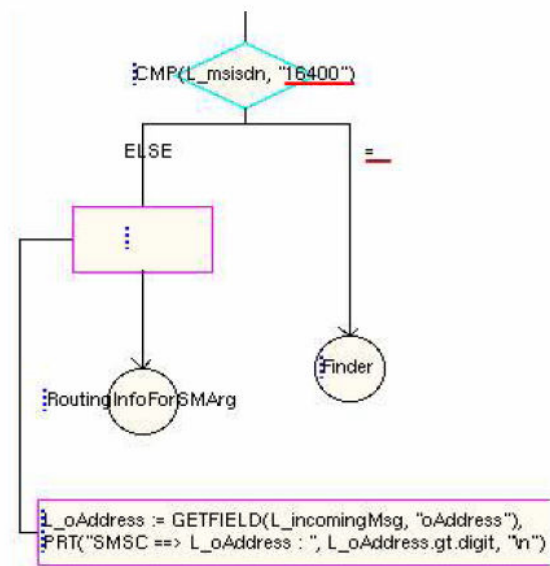 CMP(L_msisdn, "16400")
ELSE
=
Finder
RoutingInfoForSMArg
L_oAddress := GETFIELD(L_incomingMsg, "oAddress"),
PRT("SMSC ==> L_oAddress : ", L_oAddress.gt.digit, "\n")